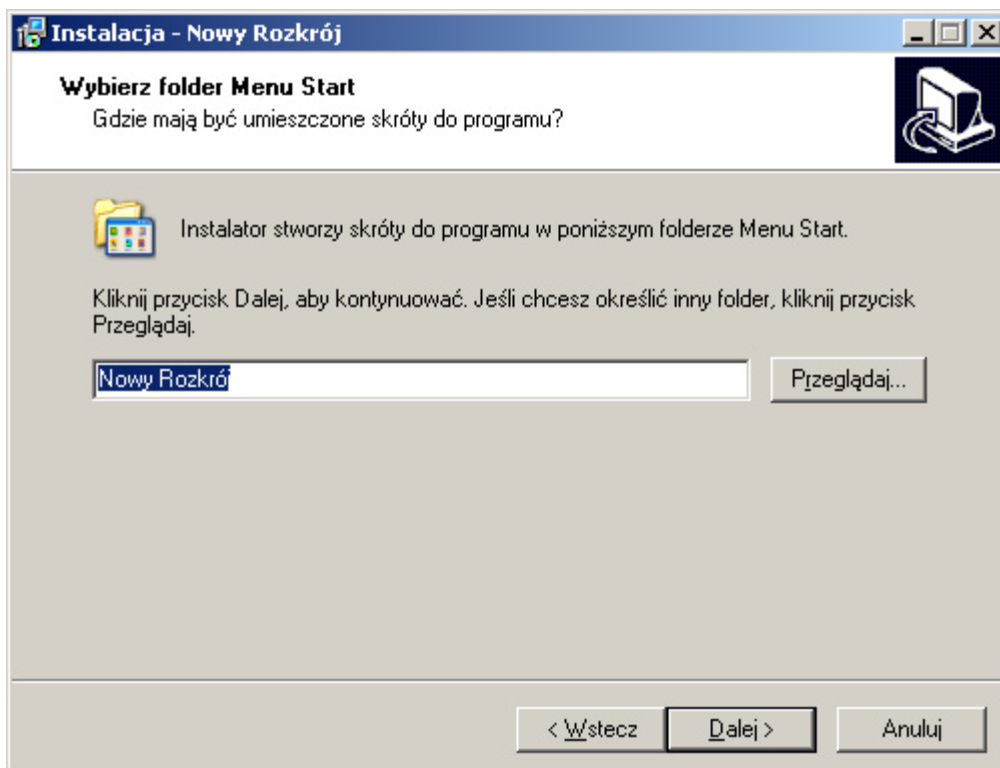 Instalacja - Nowy Rozkrój
Wybierz folder Menu Start
Gdzie mają być umieszczone skróty do programu?
Instalator stworzy skróty do programu w poniższym folderze Menu Start.
Kliknij przycisk Dalej, aby kontynuować. Jeśli chcesz określić inny folder, kliknij przycisk
Przeglądaj.
Nowy Rozkrój
Przeglądaj...
< Wstecz
Dalej >
Anuluj